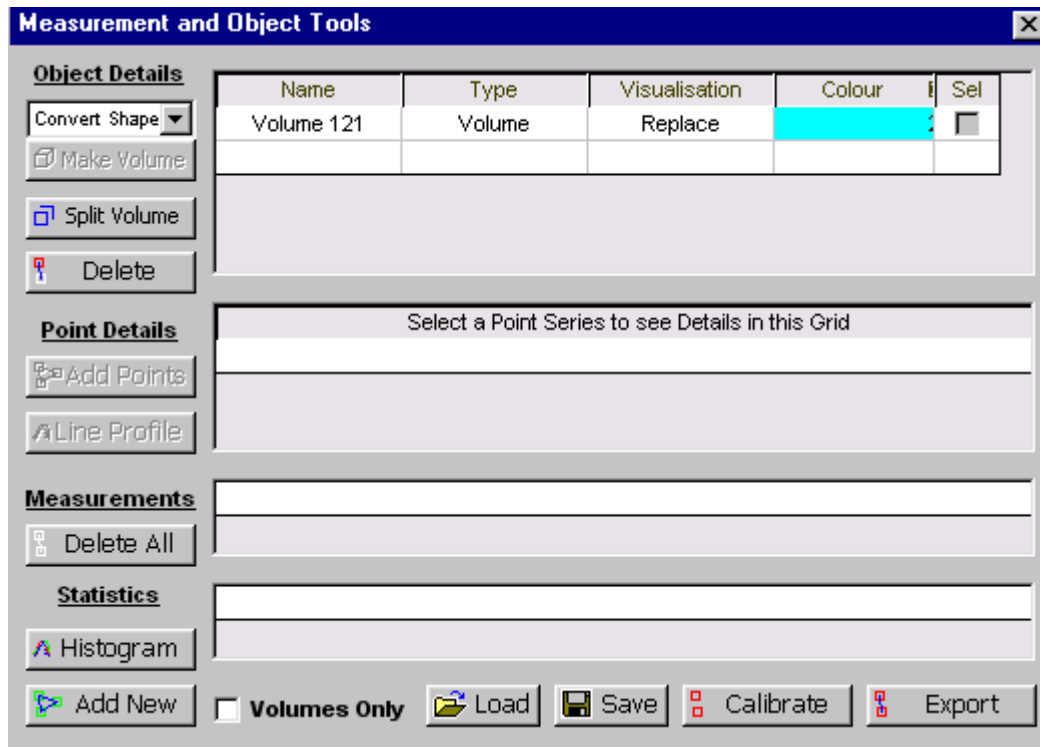 Measurement and Object Tools
Object Details
Name Type Visualisation Colour Sel
Convert Shape
Volume 121 Volume Replace
Make Volume
Split Volume
Delete
Point Details
Select a Point Series to see Details in this Grid
Add Points
Line Profile
Measurements
Delete All
Statistics
Histogram
Add New
Volumes Only
Load
Save
Calibrate
Export